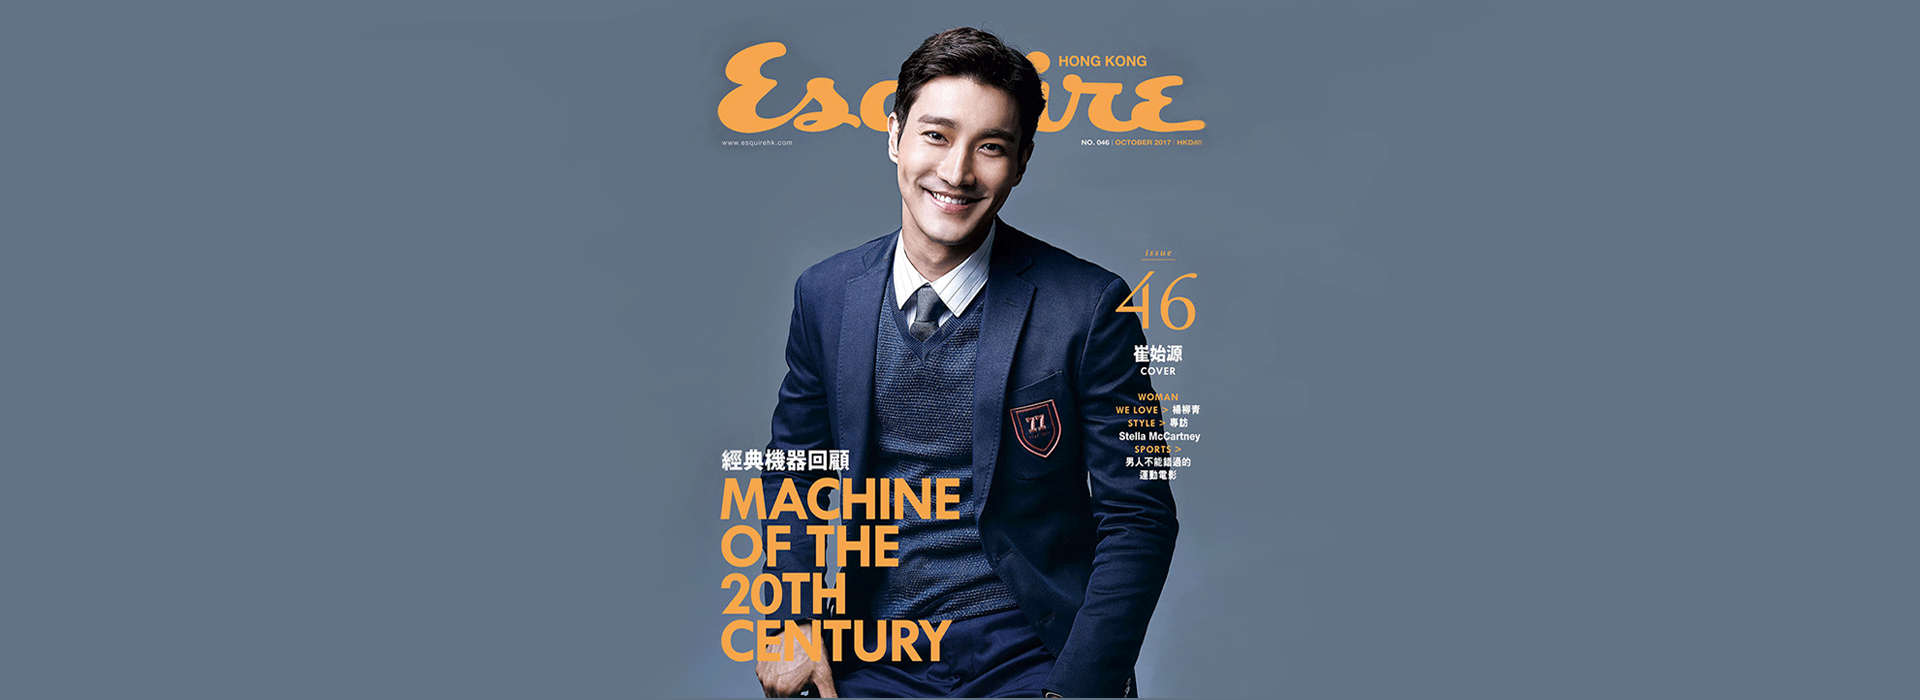 HONG KONG
Esquire
www.esquirehk.com
NO. 046 | OCTOBER 2017 | HKD40
issue
46
崔始源
COVER
WOMAN
WE LOVE > 楊柳青
STYLE > 專訪
Stella McCartney
SPORTS >
男人不能錯過的
運動電影
77
經典機器回顧
MACHINE
OF THE
20TH
CENTURY